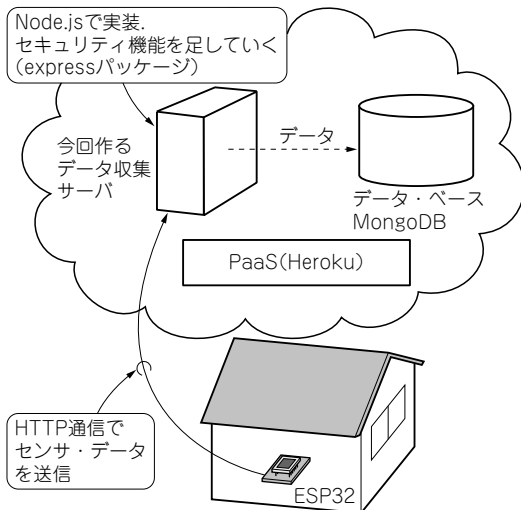 Node.jsで実装.
セキュリティ機能を足していく
(expressパッケージ)
今回作る
データ収集
サーバ
データ
データ・ベース
MongoDB
PaaS(Heroku)
HTTP通信で
センサ・データ
を送信
ESP32